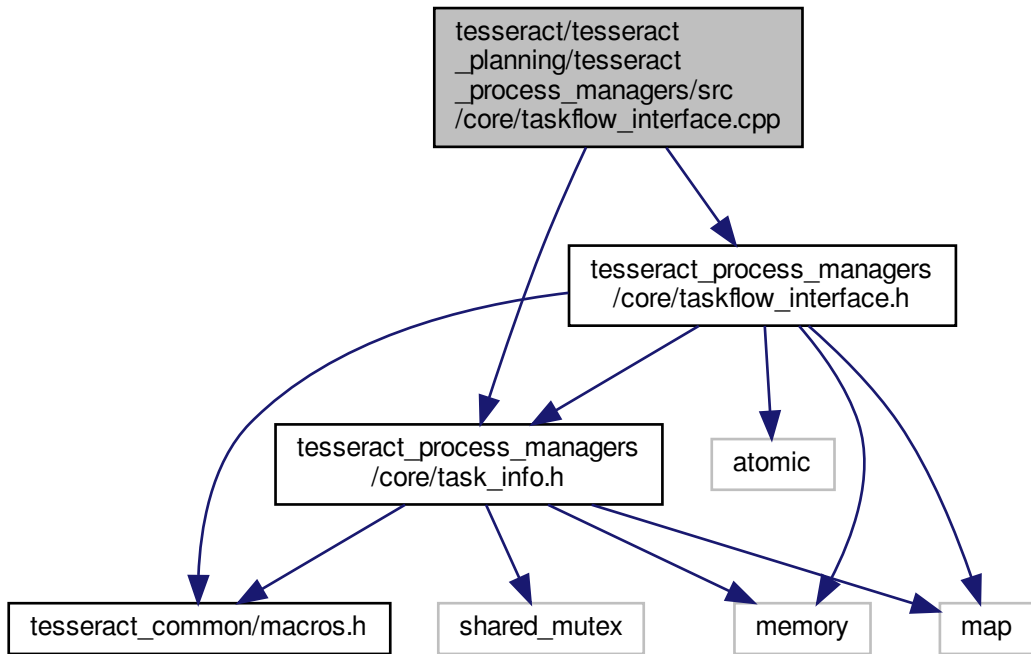 tesseract/tesseract
_planning/tesseract
_process_managers/src
/core/taskflow_interface.cpp
tesseract_process_managers
/core/taskflow_interface.h
tesseract_process_managers
/core/task_info.h
atomic
tesseract_common/macros.h
shared_mutex
memory
map